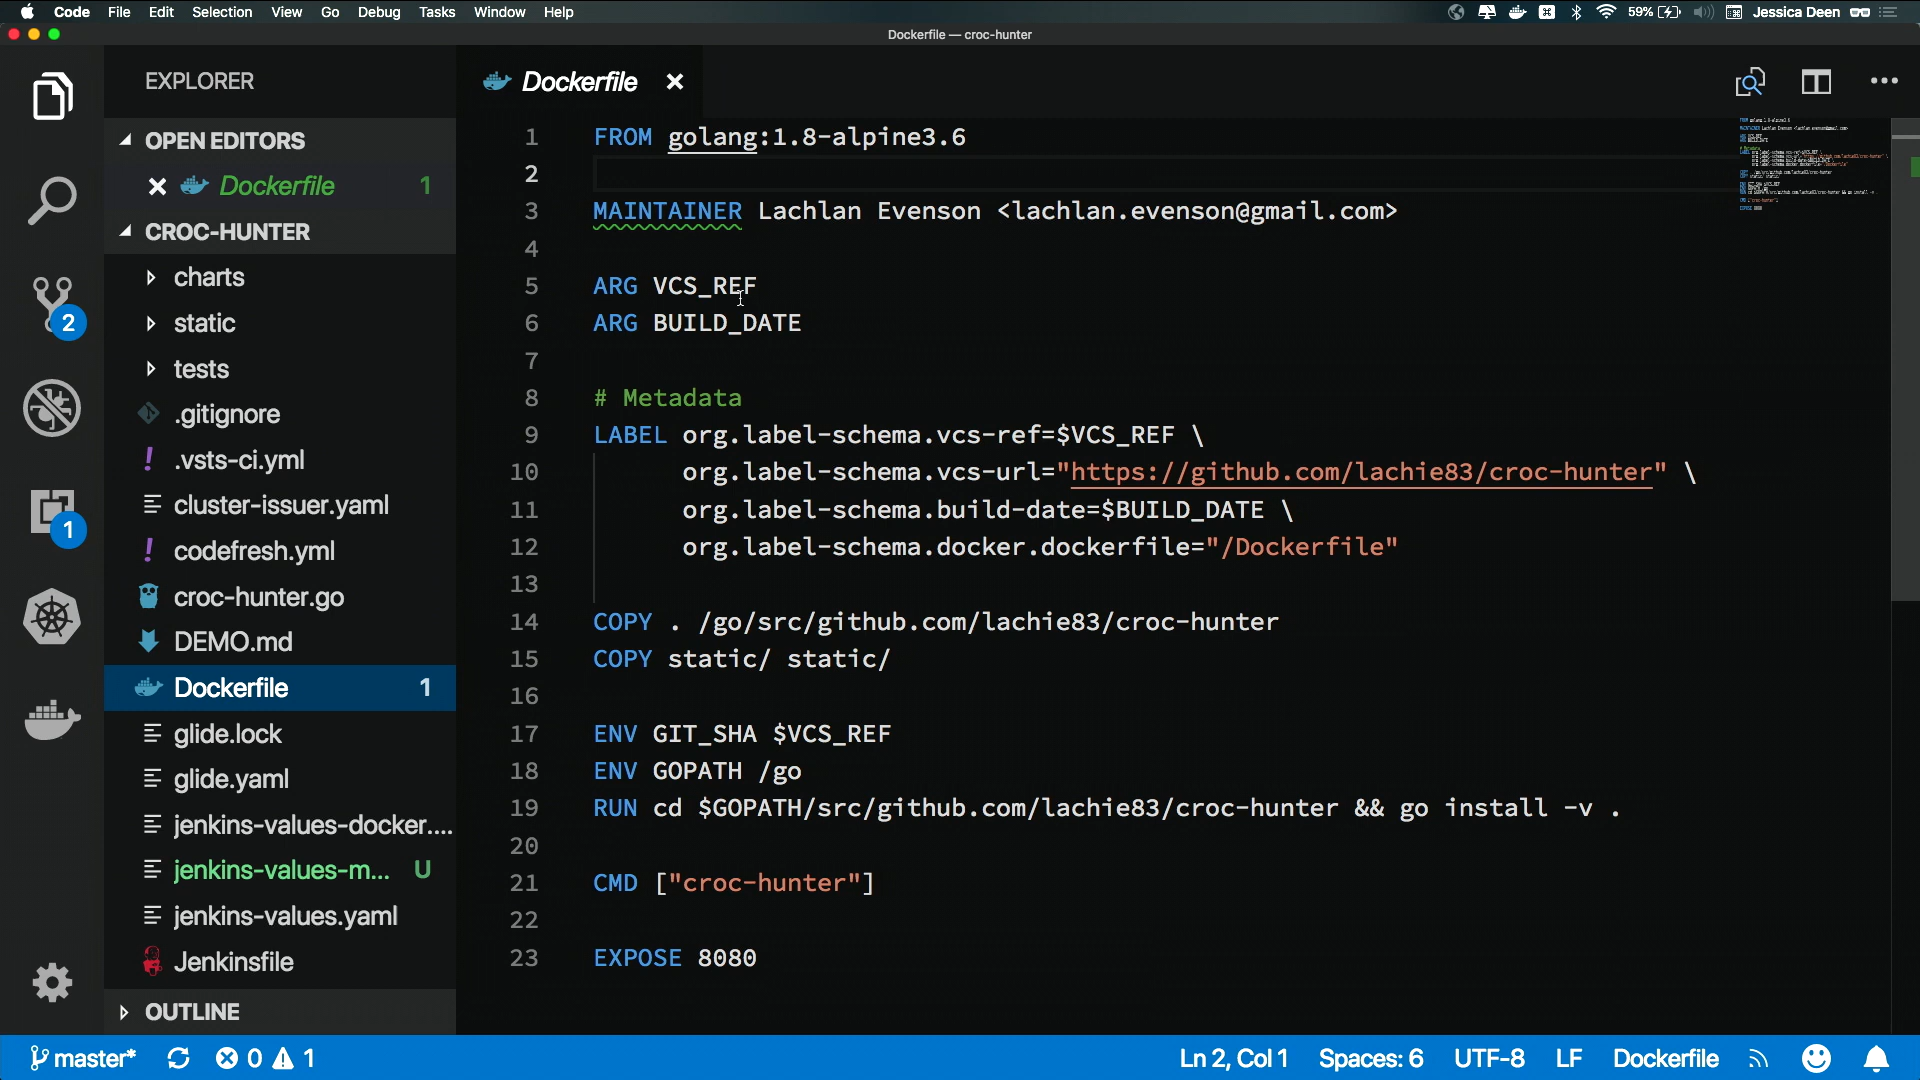 Code File Edit Selection View Go Debug Tasks Window Help 59% Jessica Deen
Dockerfile — croc-hunter
EXPLORER
OPEN EDITORS
Dockerfile 1
CROC-HUNTER
charts
static
tests
.gitignore
.vsts-ci.yml
cluster-issuer.yaml
codefresh.yml
croc-hunter.go
DEMO.md
Dockerfile 1
glide.lock
glide.yaml
jenkins-values-docker....
jenkins-values-m... U
jenkins-values.yaml
Jenkinsfile
OUTLINE
2
1
Dockerfile
1 FROM golang:1.8-alpine3.6
2
3 MAINTAINER Lachlan Evenson <lachlan.evenson@gmail.com>
4
5 ARG VCS_REF
6 ARG BUILD_DATE
7
8 # Metadata
9 LABEL org.label-schema.vcs-ref=$VCS_REF \
10 org.label-schema.vcs-url="https://github.com/lachie83/croc-hunter" \
11 org.label-schema.build-date=$BUILD_DATE \
12 org.label-schema.docker.dockerfile="/Dockerfile"
13
14 COPY . /go/src/github.com/lachie83/croc-hunter
15 COPY static/ static/
16
17 ENV GIT_SHA $VCS_REF
18 ENV GOPATH /go
19 RUN cd $GOPATH/src/github.com/lachie83/croc-hunter && go install -v .
20
21 CMD ["croc-hunter"]
22
23 EXPOSE 8080
master* 0 1 Ln 2, Col 1 Spaces: 6 UTF-8 LF Dockerfile